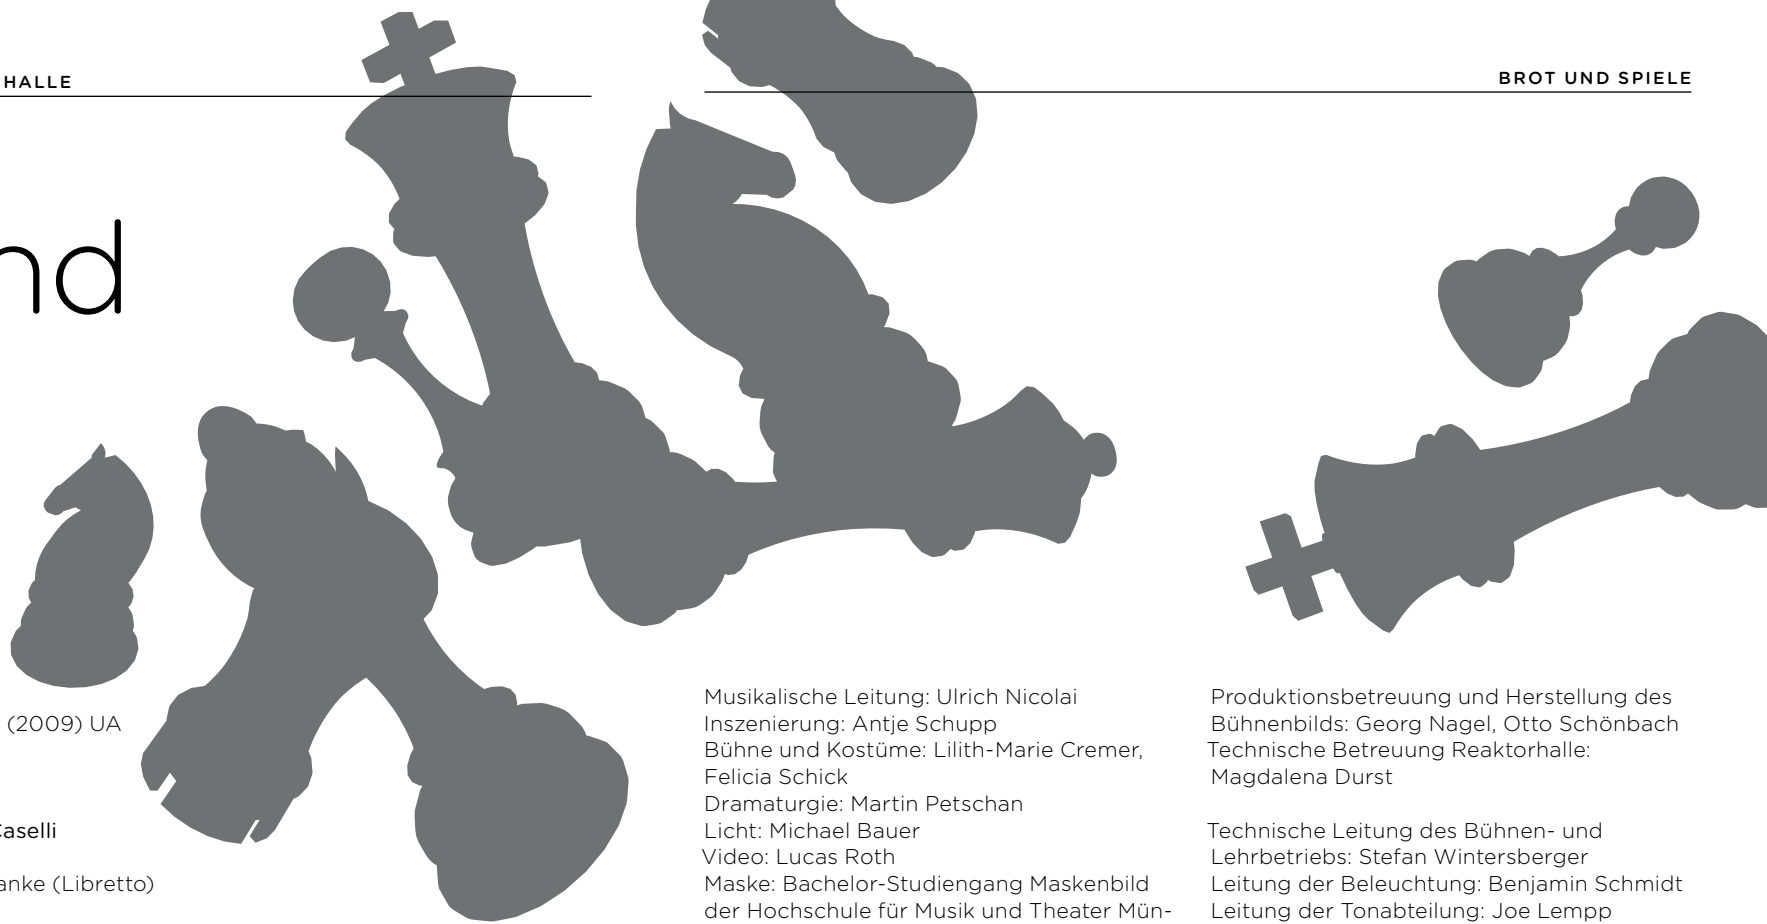 HALLE
BROT UND SPIELE
nd
(2009) UA
Caselli
anke (Libretto)
Musikalische Leitung: Ulrich Nicolai
Inszenierung: Antje Schupp
Bühne und Kostüme: Lilith-Marie Cremer,
Felicia Schick
Dramaturgie: Martin Petschan
Licht: Michael Bauer
Video: Lucas Roth
Maske: Bachelor-Studiengang Maskenbild
der Hochschule für Musik und Theater Mün-
Produktionsbetreuung und Herstellung des
Bühnenbilds: Georg Nagel, Otto Schönbach
Technische Betreuung Reaktorhalle:
Magdalena Durst
Technische Leitung des Bühnen- und
Lehrbetriebs: Stefan Wintersberger
Leitung der Beleuchtung: Benjamin Schmidt
Leitung der Tonabteilung: Joe Lempp